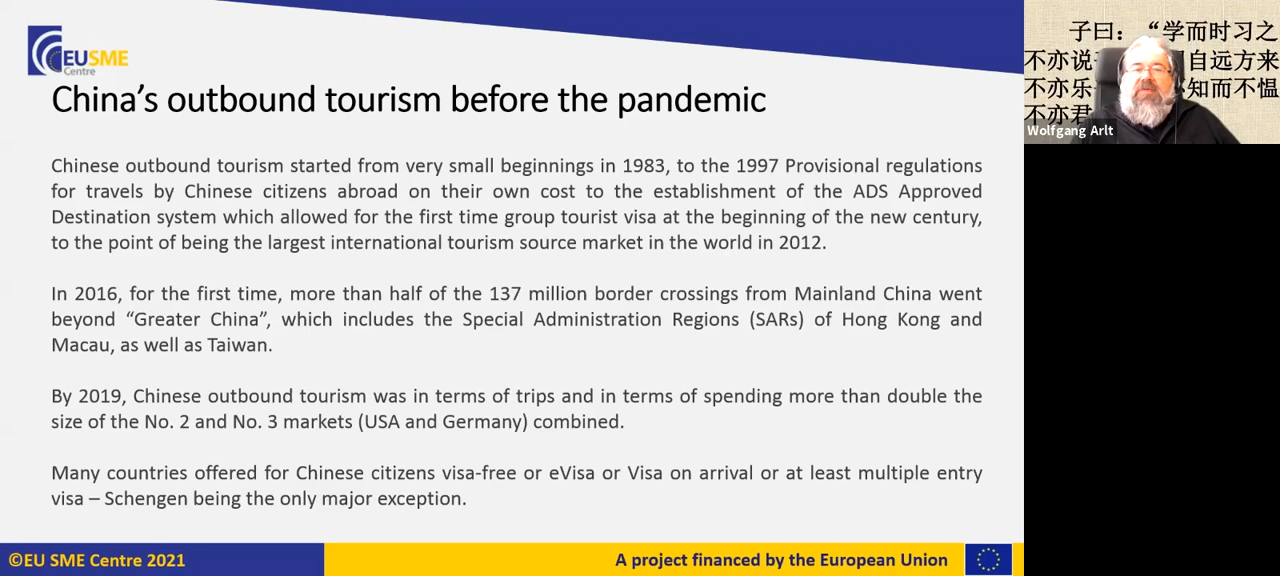 EUSME
Centre
China’s outbound tourism before the pandemic
Chinese outbound tourism started from very small beginnings in 1983, to the 1997 Provisional regulations
for travels by Chinese citizens abroad on their own cost to the establishment of the ADS Approved
Destination system which allowed for the first time group tourist visa at the beginning of the new century,
to the point of being the largest international tourism source market in the world in 2012.
In 2016, for the first time, more than half of the 137 million border crossings from Mainland China went
beyond “Greater China”, which includes the Special Administration Regions (SARs) of Hong Kong and
Macau, as well as Taiwan.
By 2019, Chinese outbound tourism was in terms of trips and in terms of spending more than double the
size of the No. 2 and No. 3 markets (USA and Germany) combined.
Many countries offered for Chinese citizens visa-free or eVisa or Visa on arrival or at least multiple entry
visa – Schengen being the only major exception.
©EU SME Centre 2021
A project financed by the European Union
子曰：“学而时习之
不亦说 自远方来
不亦乐 知而不愠
不亦君
Wolfgang Arlt